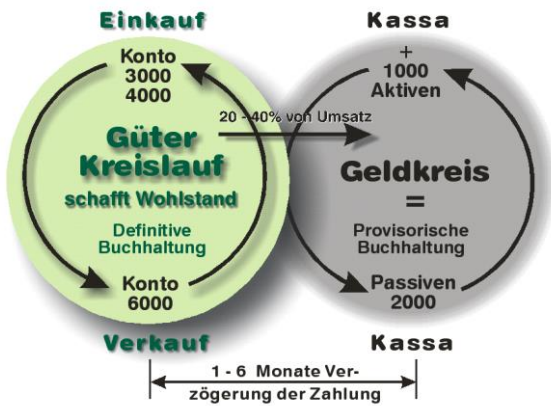 Einkauf
Kassa
Konto
3000
4000
+
1000
Aktiven
20 - 40% von Umsatz
Güter
Kreislauf
schafft Wohlstand
Geldkreis
=
Definitive
Buchhaltung
Provisorische
Buchhaltung
Konto
6000
Passiven
2000
Verkauf
Kassa
1 - 6 Monate Ver-
zögerung der Zahlung